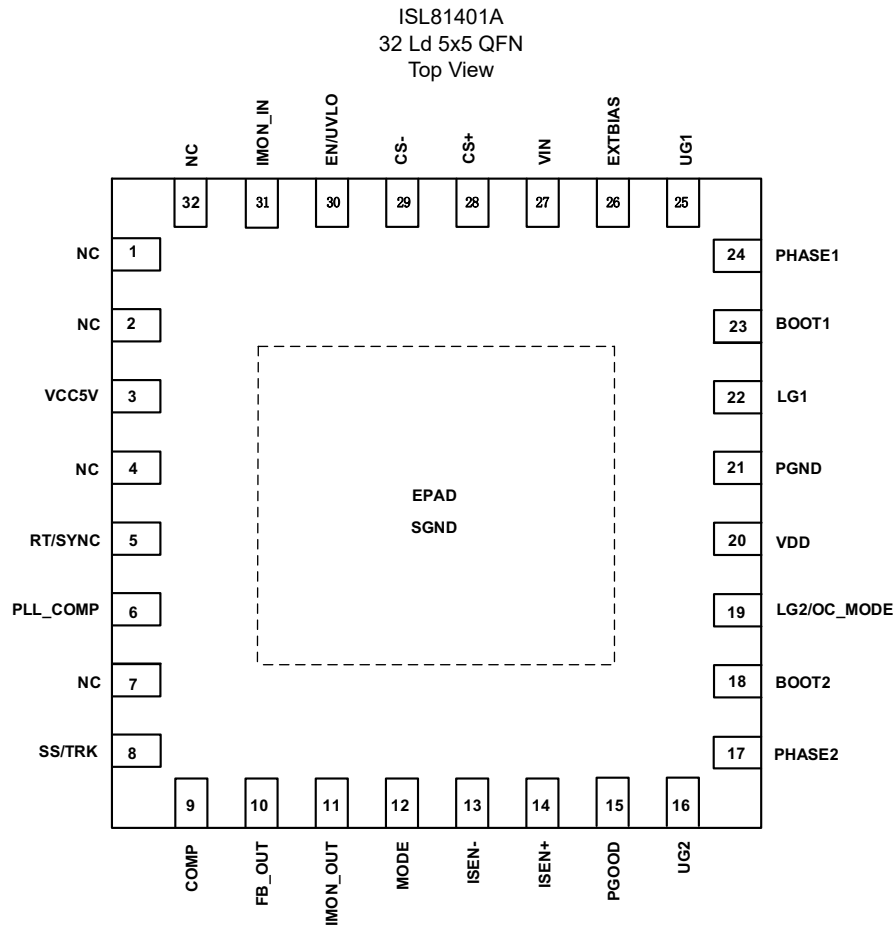 ISL81401A
32 Ld 5x5 QFN
Top View
NC
IMON_IN
EN/UVLO
CS-
CS+
VIN
EXTBIAS
UG1
32
31
30
29
28
27
26
25
NC
1
NC
2
VCC5V
3
NC
4
RT/SYNC
5
PLL_COMP
6
NC
7
SS/TRK
8
EPAD
SGND
24
PHASE1
23
BOOT1
22
LG1
21
PGND
20
VDD
19
LG2/OC_MODE
18
BOOT2
17
PHASE2
9
10
11
12
13
14
15
16
COMP
FB_OUT
IMON_OUT
MODE
ISEN-
ISEN+
PGOOD
UG2